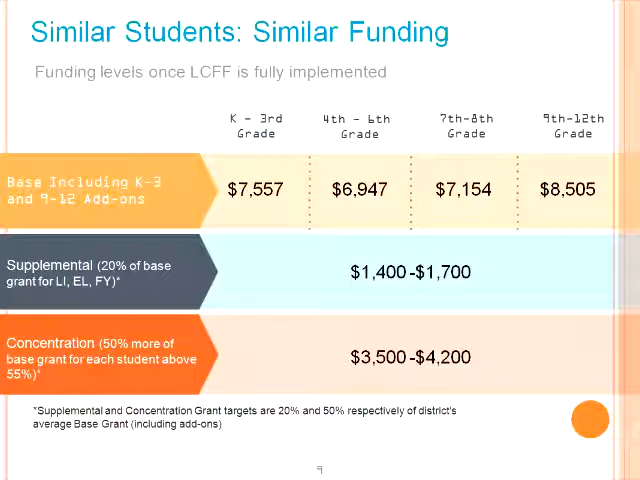 Similar Students: Similar Funding
Funding levels once LCFF is fully implemented
K - 3rd Grade
4th - 6th Grade
7th-8th Grade
9th-12th Grade
Base Including K-3
and 9-12 Add-ons
$7,557 $6,947 $7,154 $8,505
Supplemental (20% of base
grant for LI, EL, FY)*
$1,400 -$1,700
Concentration (50% more of
base grant for each student above
55%)*
$3,500 -$4,200
*Supplemental and Concentration Grant targets are 20% and 50% respectively of district's
average Base Grant (including add-ons)
9